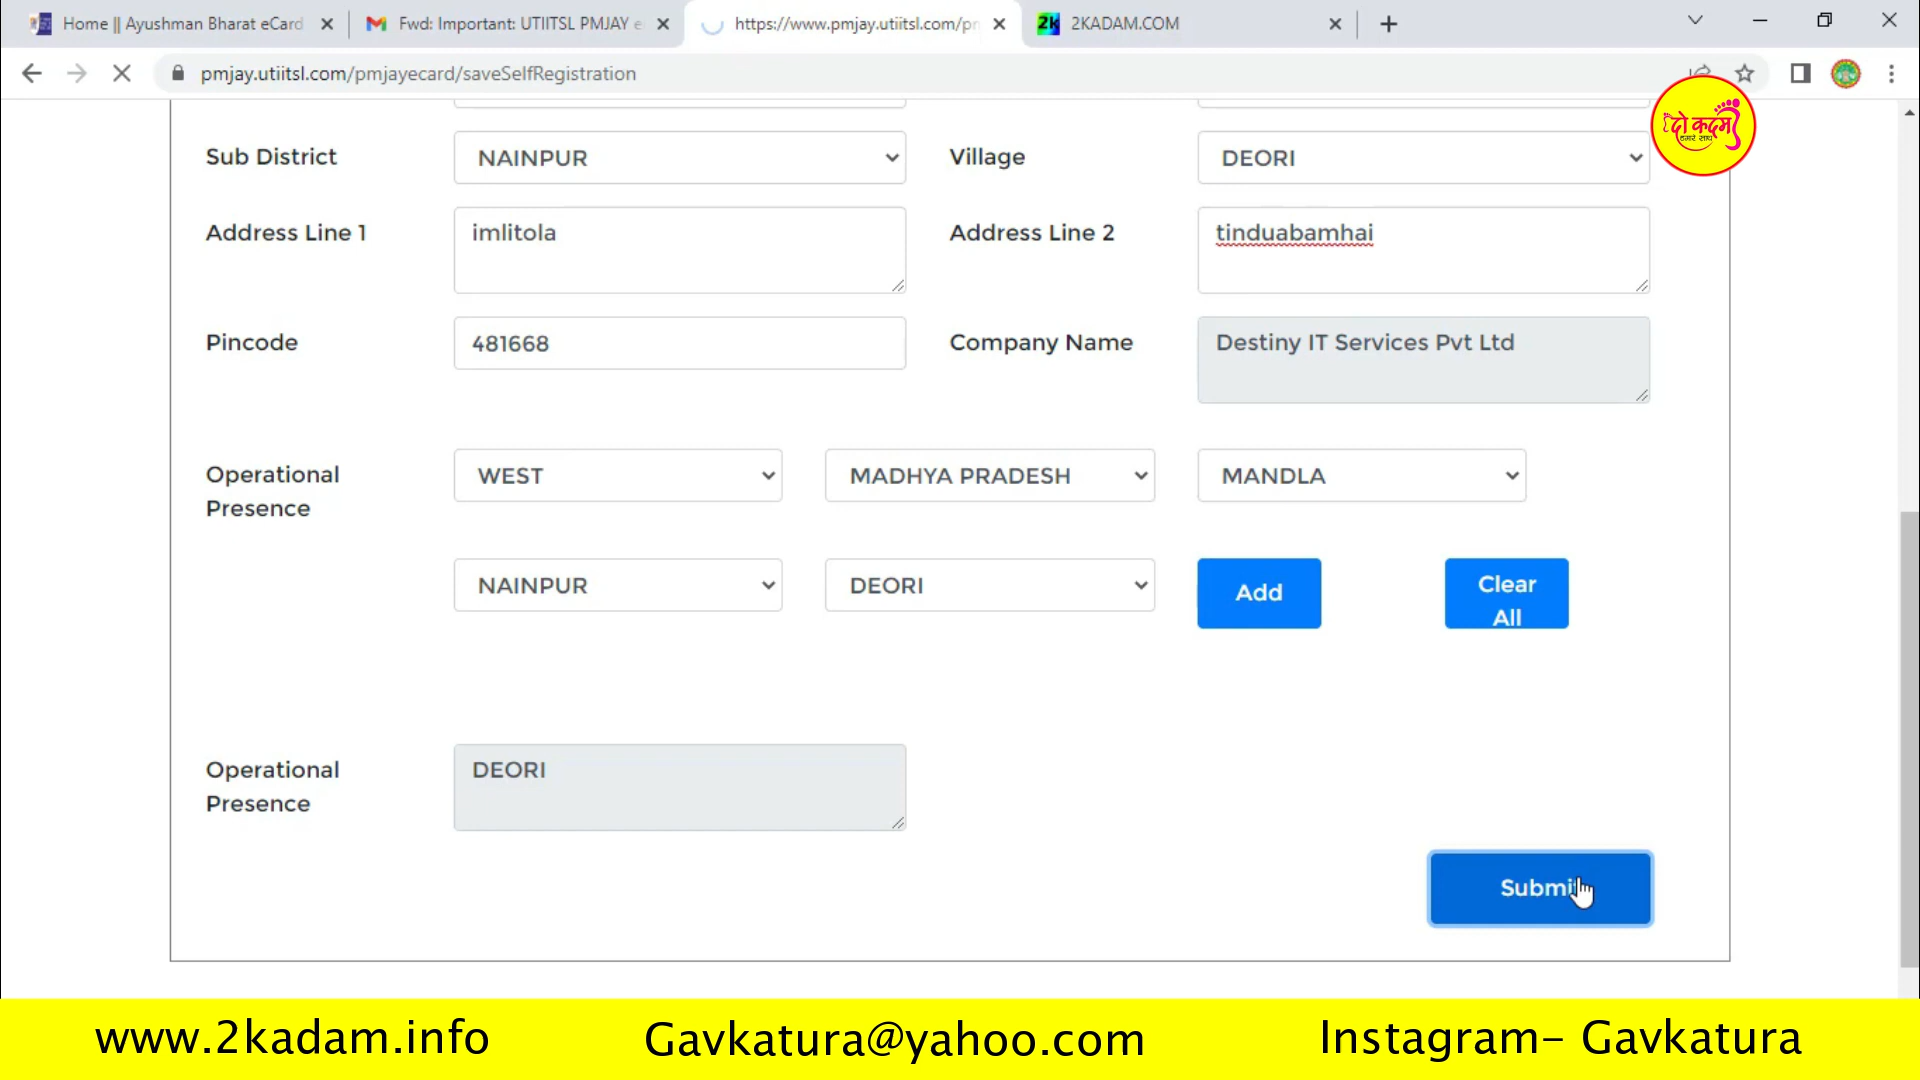 Home || Ayushman Bharat eCard
Fwd: Important: UTIITSL PMJAY e
https://www.pmjay.utiitsl.com/pr
2KADAM.COM
pmjay.utiitsl.com/pmjayecard/saveSelfRegistration
दो कदम
हमारे साथ
Sub District NAINPUR Village DEORI
Address Line 1 imlitola Address Line 2 tinduabamhai
Pincode 481668 Company Name Destiny IT Services Pvt Ltd
Operational Presence WEST MADHYA PRADESH MANDLA
NAINPUR DEORI Add Clear All
Operational Presence DEORI
Submit
www.2kadam.info Gavkatura@yahoo.com Instagram- Gavkatura